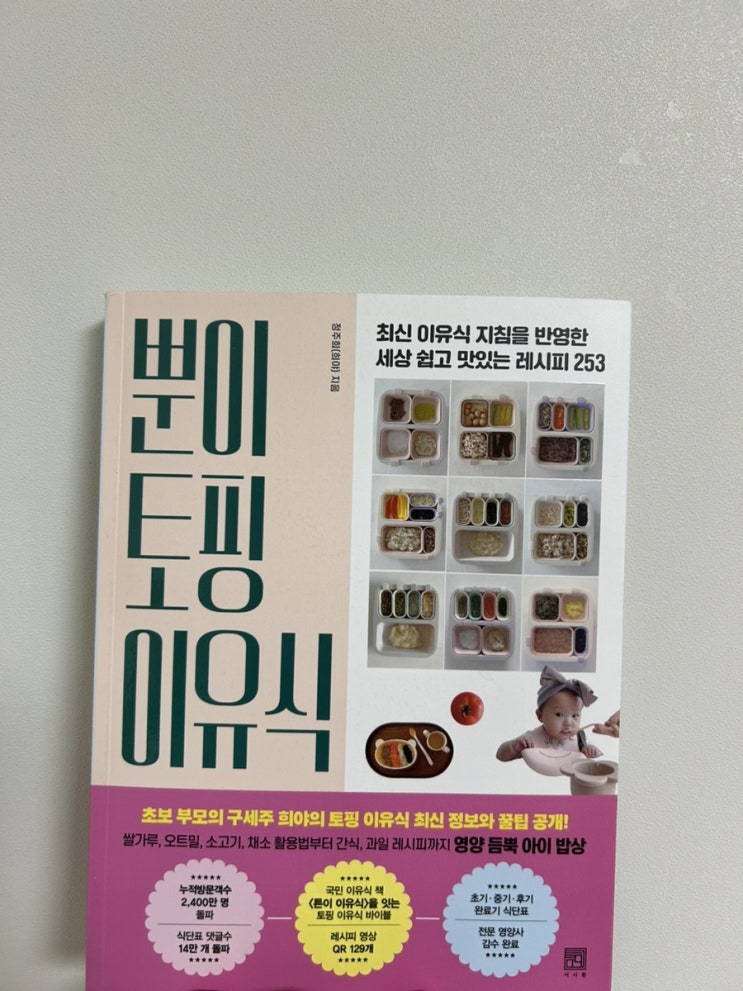 뿐이
토핑
이유식
정주희(희야) 지음
최신 이유식 지침을 반영한
세상 쉽고 맛있는 레시피 253
초보 부모의 구세주 희야의 토핑 이유식 최신 정보와 꿀팁 공개!
쌀가루, 오트밀, 소고기, 채소 활용법부터 간식, 과일 레시피까지 영양 듬뿍 아이 밥상
★★★★★
누적방문객수
2,400만 명
돌파
식단표 댓글수
14만 개 돌파
★★★★★
★★★★★
국민 이유식 책
〈튼이 이유식〉을 잇는
토핑 이유식 바이블
레시피 영상
QR 129개
★★★★★
★★★★★
초기·중기·후기
완료기 식단표
전문 영양사
감수 완료
★★★★★
서사원